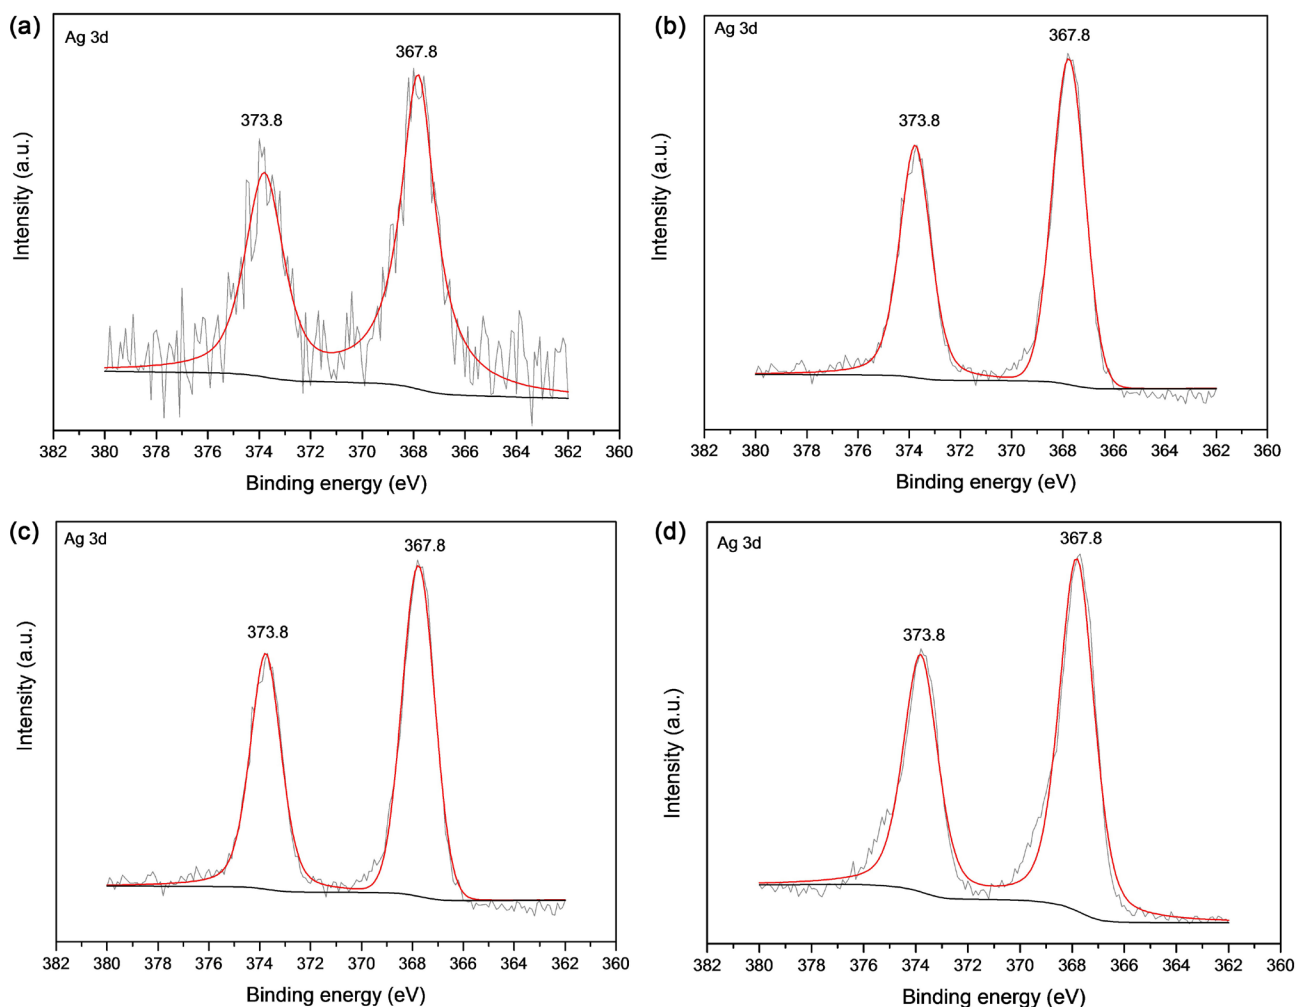 (a)
Ag 3d
367.8
373.8
Intensity (a.u.)
382 380 378 376 374 372 370 368 366 364 362 360
Binding energy (eV)
(b)
Ag 3d
367.8
373.8
Intensity (a.u.)
382 380 378 376 374 372 370 368 366 364 362 360
Binding energy (eV)
(c)
Ag 3d
367.8
373.8
Intensity (a.u.)
382 380 378 376 374 372 370 368 366 364 362 360
Binding energy (eV)
(d)
Ag 3d
367.8
373.8
Intensity (a.u.)
382 380 378 376 374 372 370 368 366 364 362 360
Binding energy (eV)